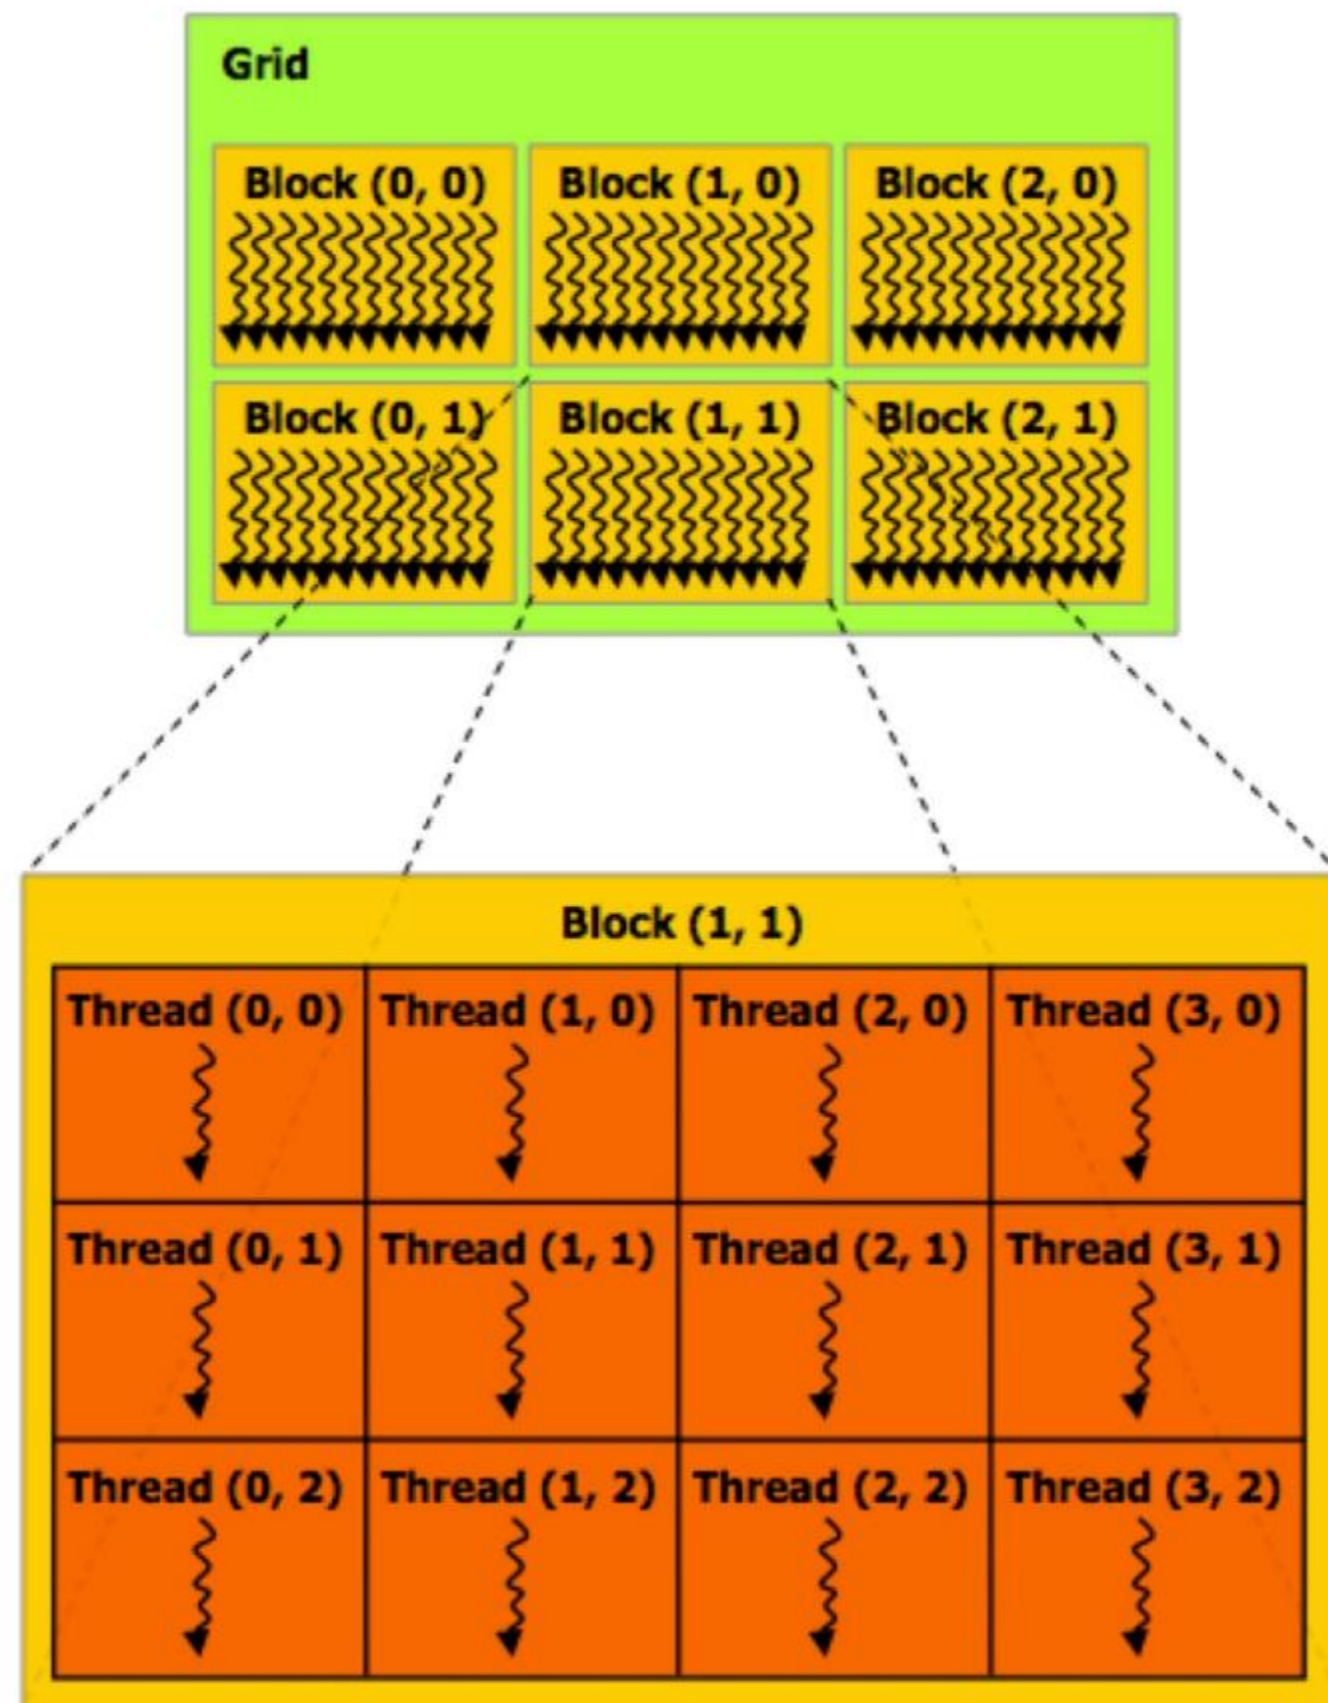 Grid
Block (0, 0) Block (1, 0) Block (2, 0)
Block (0, 1) Block (1, 1) Block (2, 1)
Block (1, 1)
Thread (0, 0) Thread (1, 0) Thread (2, 0) Thread (3, 0)
Thread (0, 1) Thread (1, 1) Thread (2, 1) Thread (3, 1)
Thread (0, 2) Thread (1, 2) Thread (2, 2) Thread (3, 2)